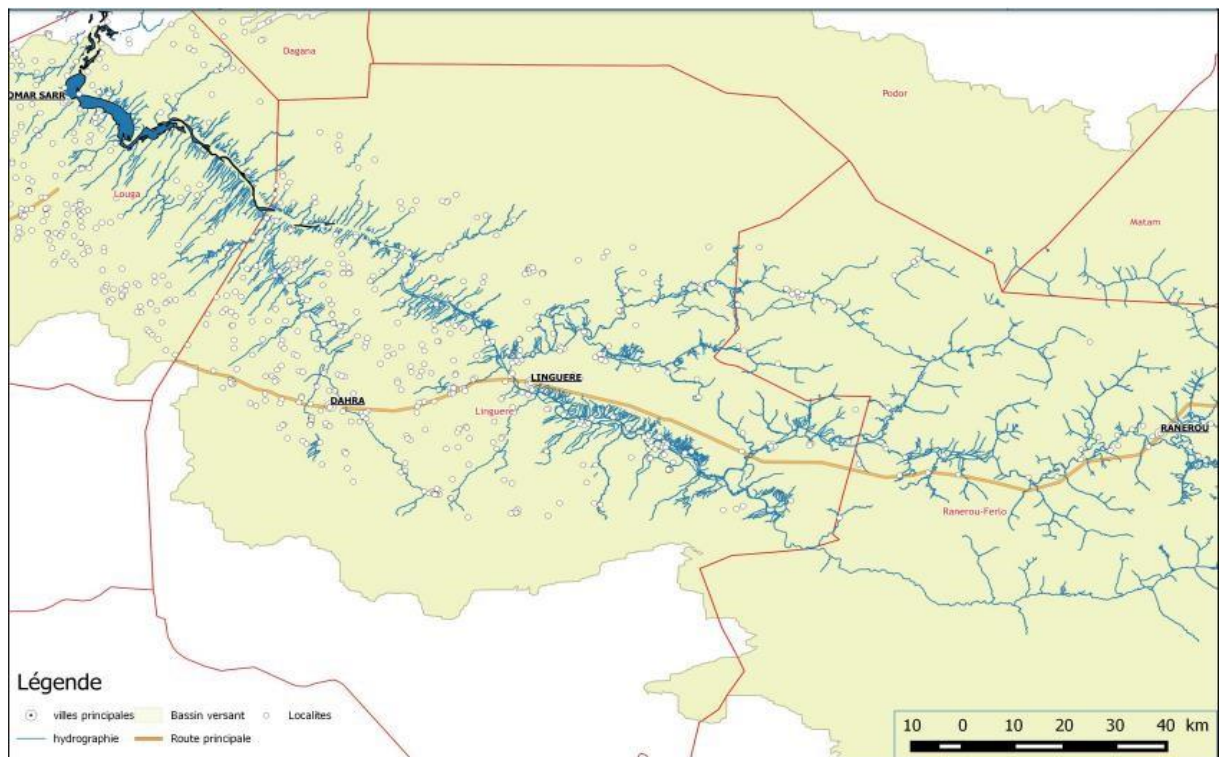 Dagana
Podor
OMAR SARR
Louga
Matam
LINGUERE
DAHRA
Linguere
RANEROU
Ranerou-Ferlo
Légende
villes principales
Bassin versant
Localites
hydrographie
Route principale
10 0 10 20 30 40 km